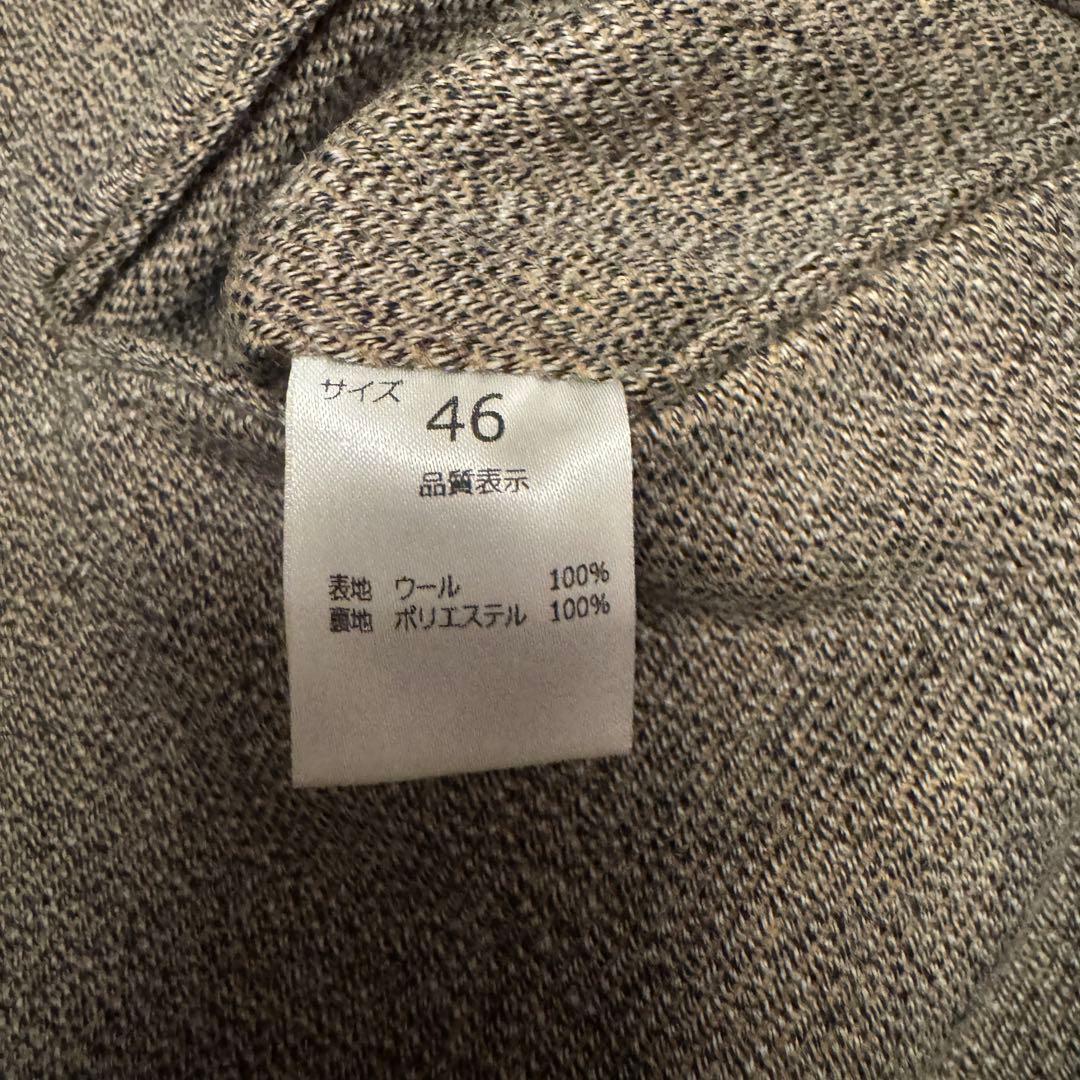 サイズ 46
品質表示
表地 ウール 100%
裏地 ポリエステル 100%